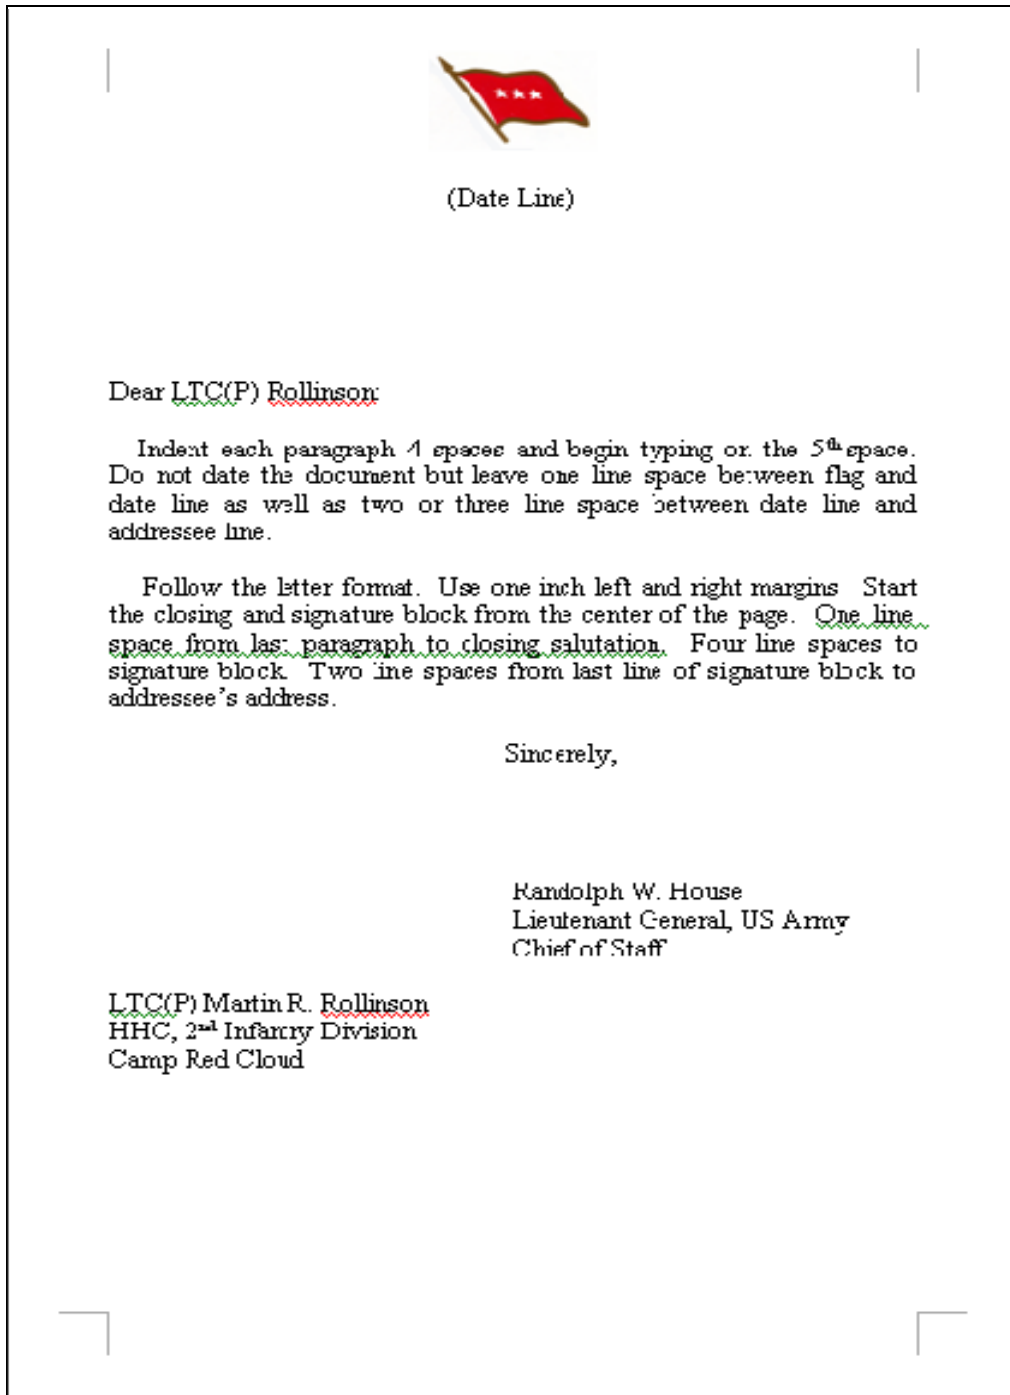 (Date Line)
Dear LTC(P) Rollinson:
Indent each paragraph 4 spaces and begin typing on the 5th space.
Do not date the document but leave one line space between flag and
date line as well as two or three line space between date line and
addressee line.
Follow the letter format. Use one inch left and right margins Start
the closing and signature block from the center of the page. One line
space from last paragraph to closing salutation. Four line spaces to
signature block. Two line spaces from last line of signature block to
addressee's address.
Sincerely,
Randolph W. House
Lieutenant General, US Army
Chief of Staff
LTC(P) Martin R. Rollinson
HHC, 2nd Infantry Division
Camp Red Cloud